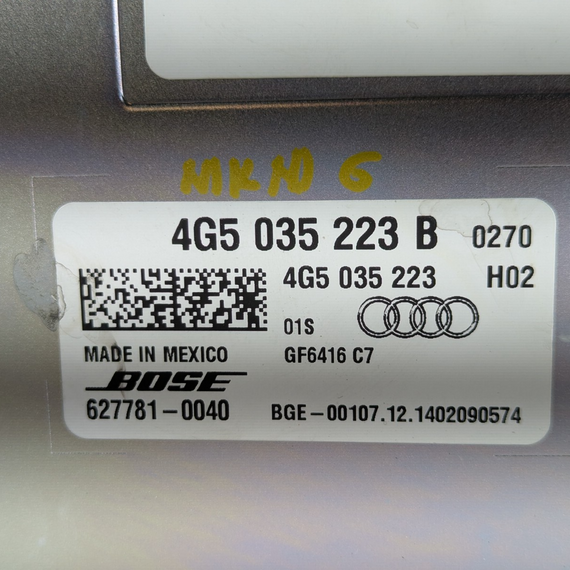 MKND 6
4G5 035 223 B 0270
4G5 035 223 H02
01S
MADE IN MEXICO GF6416 C7
BOSE
627781-0040 BGE-00107.12.1402090574